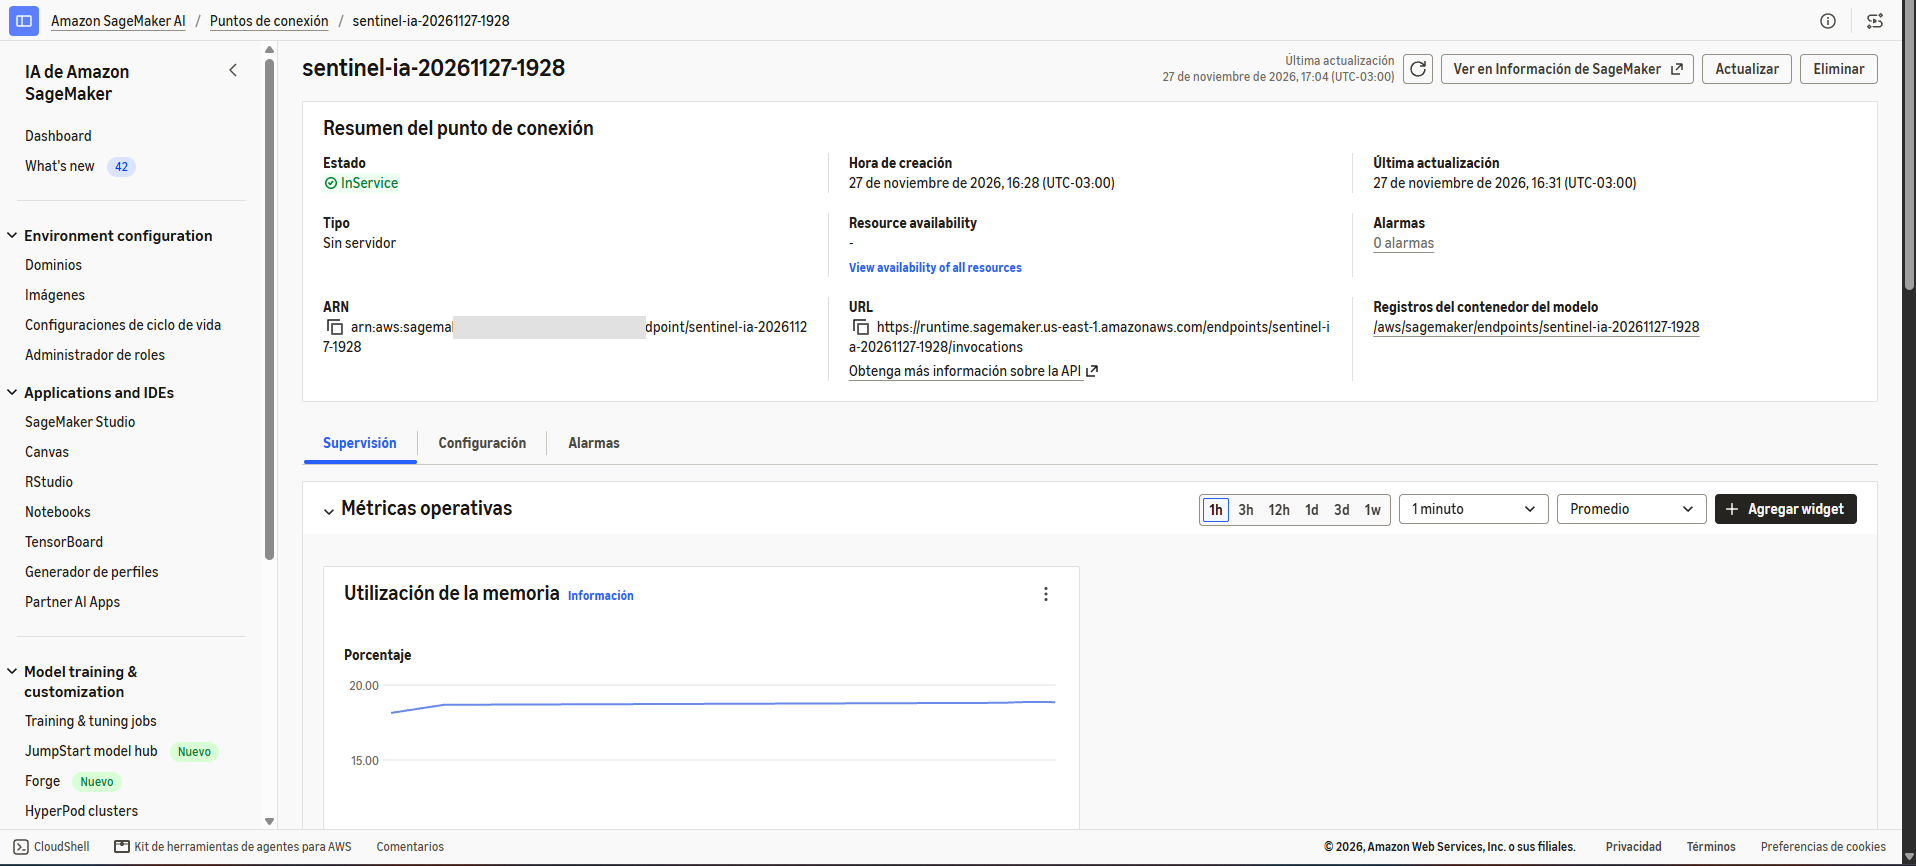 Amazon SageMaker AI / Puntos de conexión / sentinel-ia-20261127-1928
IA de Amazon SageMaker
Dashboard
What's new 42
Environment configuration
Dominios
Imágenes
Configuraciones de ciclo de vida
Administrador de roles
Applications and IDEs
SageMaker Studio
Canvas
RStudio
Notebooks
TensorBoard
Generador de perfiles
Partner AI Apps
Model training &
customization
Training & tuning jobs
JumpStart model hub Nuevo
Forge Nuevo
HyperPod clusters
sentinel-ia-20261127-1928
Última actualización
27 de noviembre de 2026, 17:04 (UTC-03:00)
Ver en Información de SageMaker
Actualizar
Eliminar
Resumen del punto de conexión
Estado
InService
Hora de creación
27 de noviembre de 2026, 16:28 (UTC-03:00)
Última actualización
27 de noviembre de 2026, 16:31 (UTC-03:00)
Tipo
Sin servidor
Resource availability
-
View availability of all resources
Alarmas
0 alarmas
ARN
arn:aws:sagemal dpoint/sentinel-ia-2026112
7-1928
URL
https://runtime.sagemaker.us-east-1.amazonaws.com/endpoints/sentinel-i
a-20261127-1928/invocations
Obtenga más información sobre la API
Registros del contenedor del modelo
/aws/sagemaker/endpoints/sentinel-ia-20261127-1928
Supervisión
Configuración
Alarmas
Métricas operativas
1h 3h 12h 1d 3d 1w
1 minuto
Promedio
Agregar widget
Utilización de la memoria Información
Porcentaje
20.00
15.00
CloudShell
Kit de herramientas de agentes para AWS
Comentarios
© 2026, Amazon Web Services, Inc. o sus filiales.
Privacidad
Términos
Preferencias de cookies